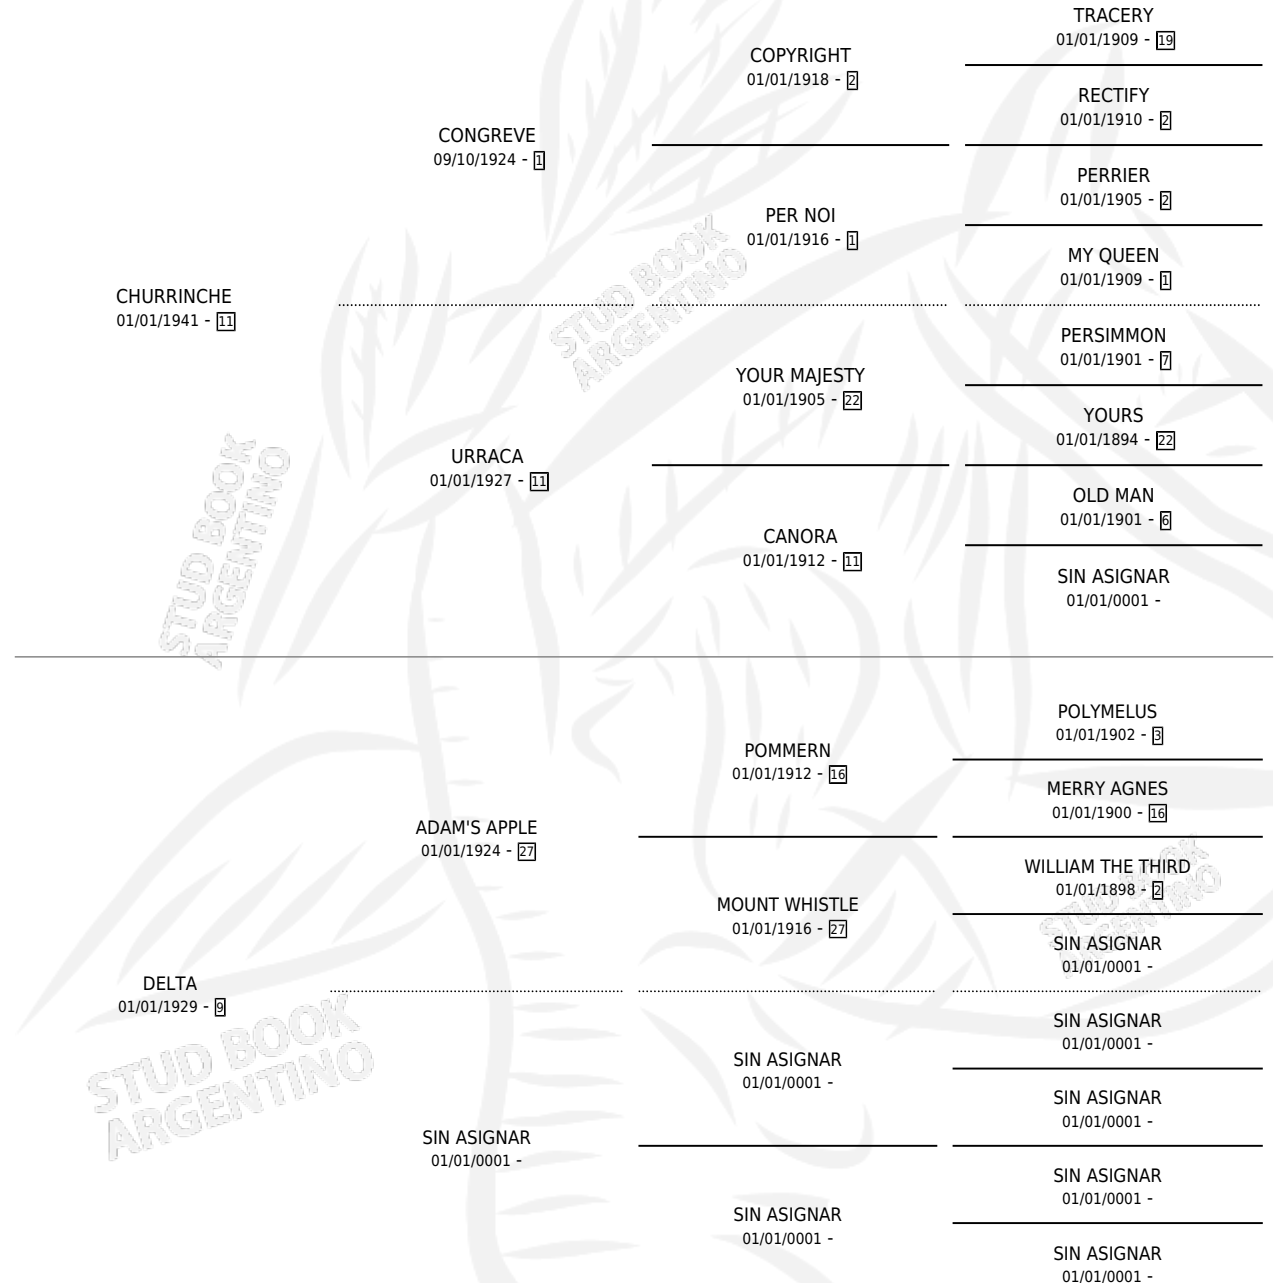 TRACERY
01/01/1909 - 19
COPYRIGHT
01/01/1918 - 2
RECTIFY
01/01/1910 - 2
CONGREVE
09/10/1924 - 1
PERRIER
01/01/1905 - 2
PER NOI
01/01/1916 - 1
MY QUEEN
01/01/1909 - 1
CHURRINCHE
01/01/1941 - 11
PERSIMMON
01/01/1901 - 7
YOUR MAJESTY
01/01/1905 - 22
YOURS
01/01/1894 - 22
URRACA
01/01/1927 - 11
OLD MAN
01/01/1901 - 6
CANORA
01/01/1912 - 11
SIN ASIGNAR
01/01/0001 -
STUD BOOK
ARGENTINO
STUD BOOK
ARGENTINO
POLYMELUS
01/01/1902 - 3
POMMERN
01/01/1912 - 16
MERRY AGNES
01/01/1900 - 16
ADAM'S APPLE
01/01/1924 - 27
WILLIAM THE THIRD
01/01/1898 - 2
MOUNT WHISTLE
01/01/1916 - 27
SIN ASIGNAR
01/01/0001 -
DELTA
01/01/1929 - 9
SIN ASIGNAR
01/01/0001 -
SIN ASIGNAR
01/01/0001 -
SIN ASIGNAR
01/01/0001 -
SIN ASIGNAR
01/01/0001 -
SIN ASIGNAR
01/01/0001 -
SIN ASIGNAR
01/01/0001 -
SIN ASIGNAR
01/01/0001 -
STUD BOOK
ARGENTINO
STUD BOOK
ARGENTINO